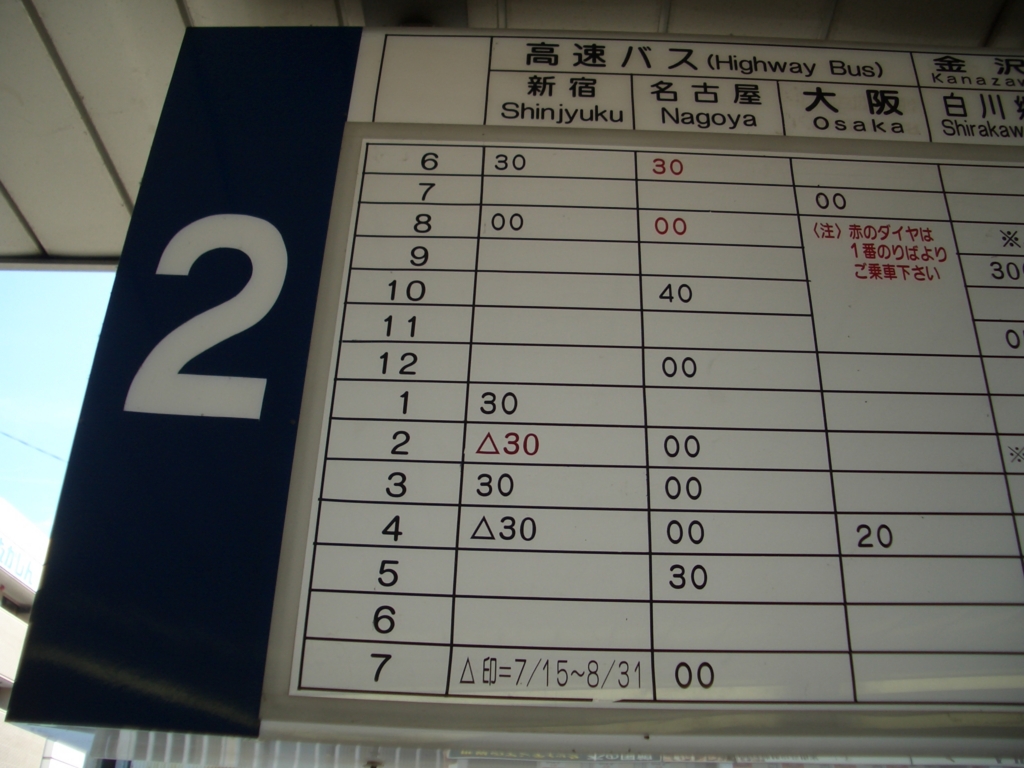 2
高速バス(Highway Bus) 金沢
新宿 名古屋 大阪 白川
Shinjyuku Nagoya Osaka
6 30 30
7 00
8 00 00 (注)赤のダイヤは ※
1番のりばより
ご乗車下さい
9
10 40
11
12 00
1 30
2 △30 00 ※
3 30 00
4 △30 00 20
5 30
6
7 △印=7/15~8/31 00